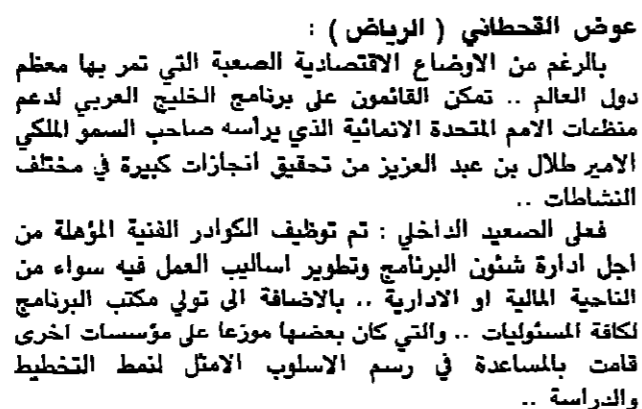 عوض القحطاني ( الرياض ) :
بالرغم من الاوضاع الاقتصادية الصعبة التي تمر بها معظم
دول العالم .. تمكن القائمون على برنامج الخليج العربي لدعم
منظمات الامم المتحدة الانمائية الذي يرأسه صاحب السمو الملكي
الامير طلال بن عبد العزيز من تحقيق انجازات كبيرة في مختلف
النشاطات ..
فعلى الصعيد الداخلي : تم توظيف الكوادر الفنية المؤهلة من
اجل ادارة شئون البرنامج وتطوير اساليب العمل فيه سواء من
الناحية المالية او الادارية .. بالاضافة الى تولي مكتب البرنامج
لكافة المسئوليات .. والتي كان بعضها موزعا على مؤسسات اخرى
قامت بالمساعدة في رسم الاسلوب الامثل لنمط التخطيط
والدراسة ..